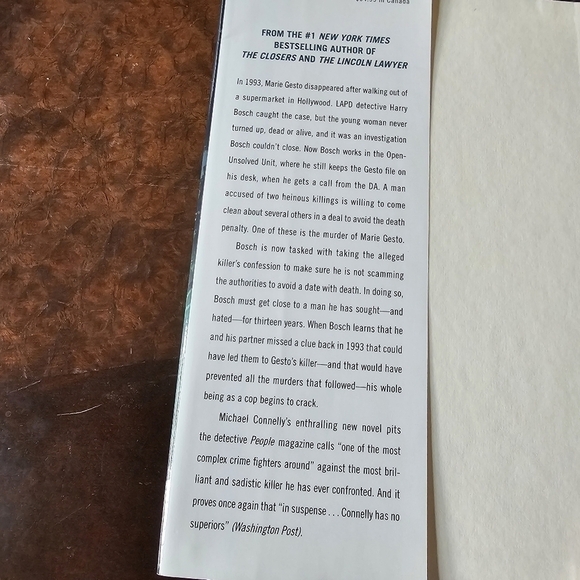 in Canada
FROM THE #1 NEW YORK TIMES
BESTSELLING AUTHOR OF
THE CLOSERS AND THE LINCOLN LAWYER
In 1993, Marie Gesto disappeared after walking out of
a supermarket in Hollywood. LAPD detective Harry
Bosch caught the case, but the young woman never
turned up, dead or alive, and it was an investigation
Bosch couldn't close. Now Bosch works in the Open-
Unsolved Unit, where he still keeps the Gesto file on
his desk, when he gets a call from the DA. A man
accused of two heinous killings is willing to come
clean about several others in a deal to avoid the death
penalty. One of these is the murder of Marie Gesto.
Bosch is now tasked with taking the alleged
killer's confession to make sure he is not scamming
the authorities to avoid a date with death. In doing so,
Bosch must get close to a man he has sought—and
hated—for thirteen years. When Bosch learns that he
and his partner missed a clue back in 1993 that could
have led them to Gesto's killer—and that would have
prevented all the murders that followed—his whole
being as a cop begins to crack.
Michael Connelly's enthralling new novel pits
the detective People magazine calls "one of the most
complex crime fighters around" against the most bril-
liant and sadistic killer he has ever confronted. And it
proves once again that "in suspense . . . Connelly has no
superiors" (Washington Post).